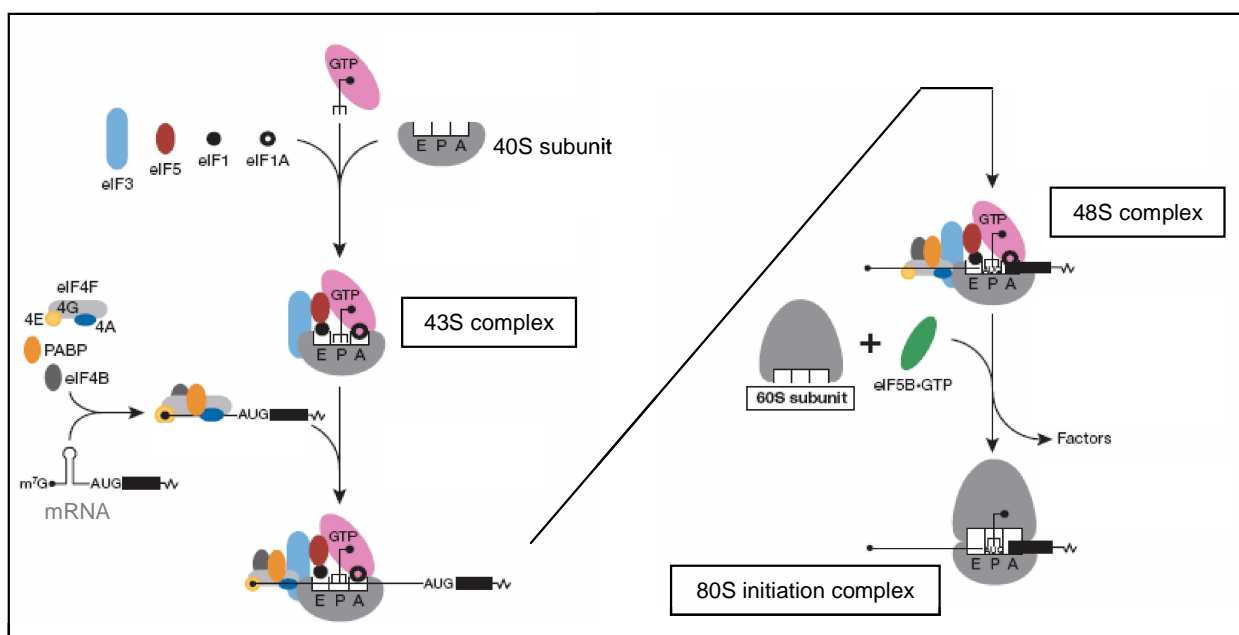 GTP
E P A
40S subunit
eIF3
eIF5
eIF1
eIF1A
GTP
E P A
43S complex
eIF4F
4G
4E
4A
PABP
eIF4B
AUG
m7G
AUG
mRNA
GTP
E P A
AUG
GTP
AUG
E P A
48S complex
60S subunit
+
eIF5B•GTP
Factors
AUG
E P A
80S initiation complex